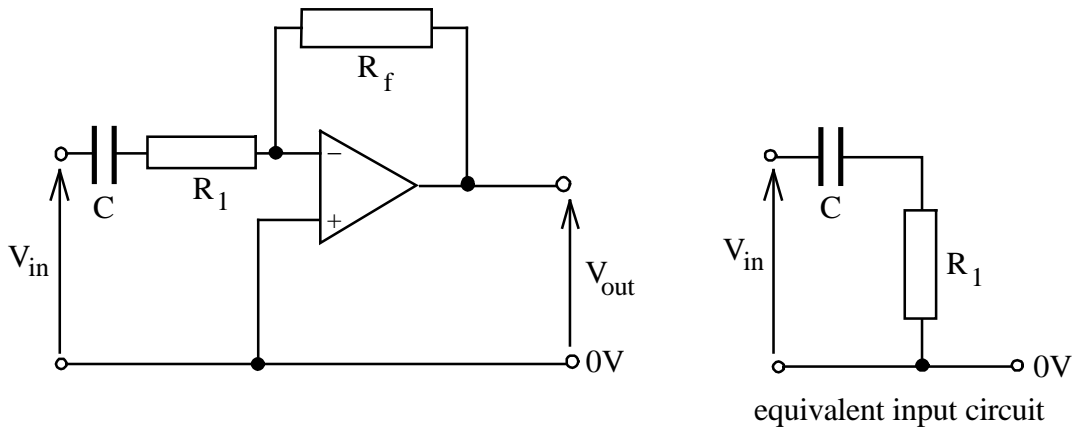 R f
C
R 1
−
+
V in
V out
0V
V in
C
R 1
0V
equivalent input circuit